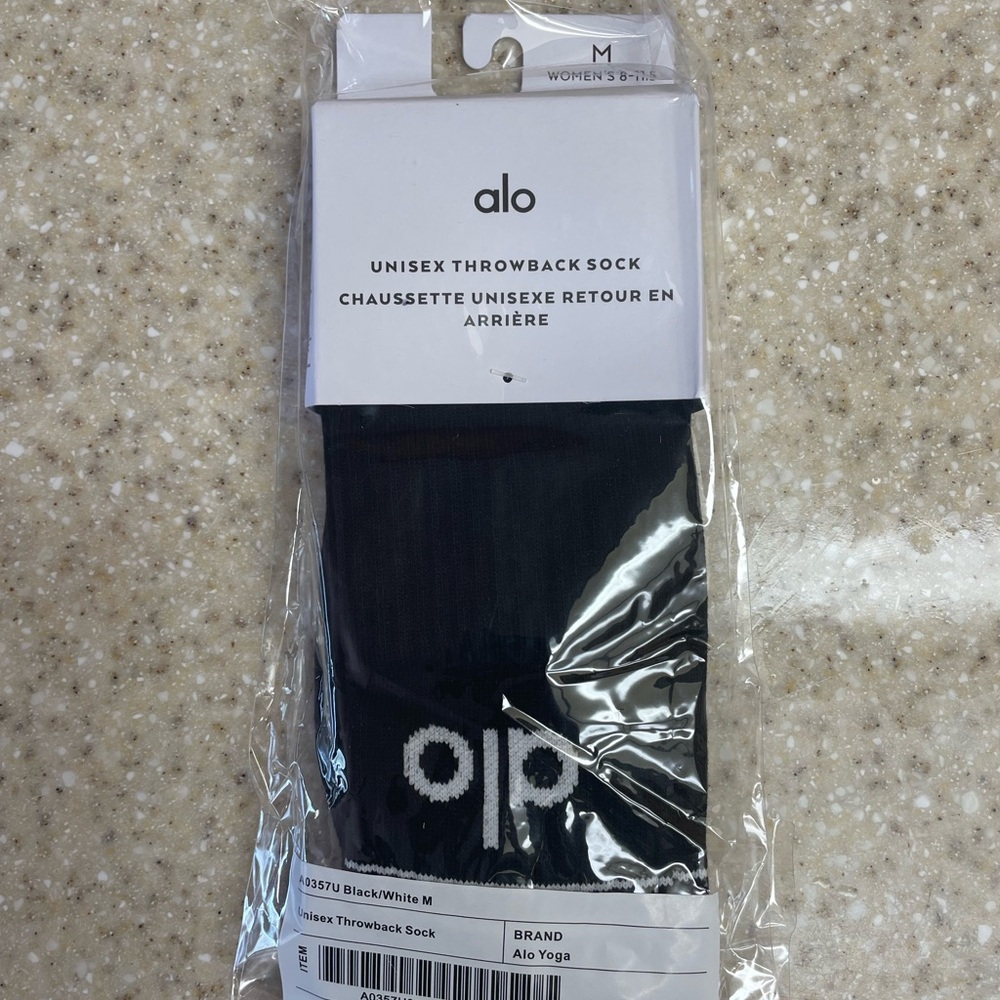 M
WOMEN'S 8-11.5
alo
UNISEX THROWBACK SOCK
CHAUSSETTE UNISEXE RETOUR EN
ARRIÈRE
alo
A0357U Black/White M
Unisex Throwback Sock
BRAND
Alo Yoga
ITEM